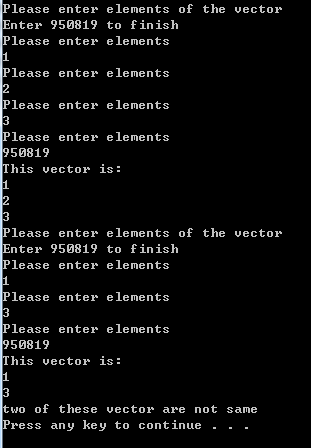 Please enter elements of the vector
Enter 950819 to finish
Please enter elements
1
Please enter elements
2
Please enter elements
3
Please enter elements
950819
This vector is:
1
2
3
Please enter elements of the vector
Enter 950819 to finish
Please enter elements
1
Please enter elements
3
Please enter elements
950819
This vector is:
1
3
two of these vector are not same
Press any key to continue . . .